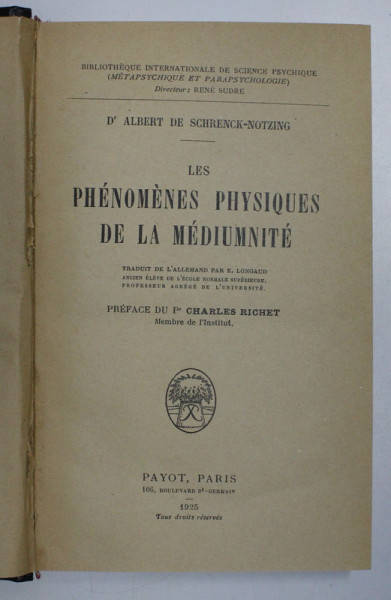 BIBLIOTHÈQUE INTERNATIONALE DE SCIENCE PSYCHIQUE
(MÉTAPSYCHIQUE ET PARAPSYCHOLOGIE)
Directeur: RENÉ SUDRE
Dr ALBERT DE SCHRENCK-NOTZING
LES
PHÉNOMÈNES PHYSIQUES
DE LA MÉDIUMNITÉ
TRADUIT DE L'ALLEMAND PAR E. LONGAUD
ANCIEN ÉLÈVE DE L'ÉCOLE NORMALE SUPÉRIEURE,
PROFESSEUR AGRÉGÉ DE L'UNIVERSITÉ.
PRÉFACE DU Pr CHARLES RICHET
Membre de l'Institut.
PAYOT, PARIS
106, BOULEVARD St-GERMAIN
1925
Tous droits réservés